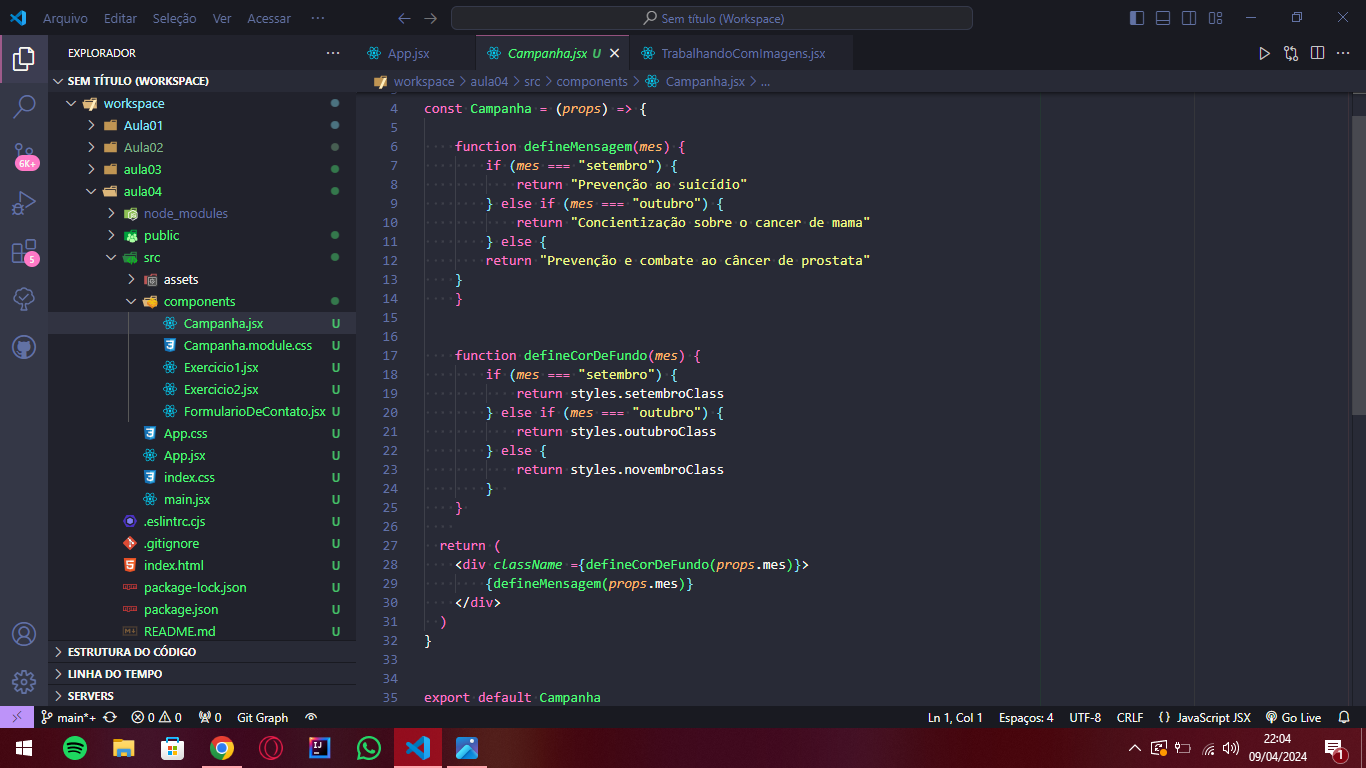 Arquivo Editar Seleção Ver Acessar ··· Sem título (Workspace)
EXPLORADOR ···
SEM TÍTULO (WORKSPACE)
workspace
Aula01
Aula02
aula03
aula04
node_modules
public
src
assets
components
Campanha.jsx U
Campanha.module.css U
Exercicio1.jsx U
Exercicio2.jsx U
FormularioDeContato.jsx U
App.css U
App.jsx U
index.css U
main.jsx U
.eslintrc.cjs U
.gitignore U
index.html U
package-lock.json U
package.json U
README.md U
ESTRUTURA DO CÓDIGO
LINHA DO TEMPO
SERVERS
6K+
5
App.jsx Campanha.jsx U TrabalhandoComImagens.jsx
workspace > aula04 > src > components > Campanha.jsx > ...
4 const Campanha = (props) => {
5
6 function defineMensagem(mes) {
7 if (mes === "setembro") {
8 return "Prevenção ao suicídio"
9 } else if (mes === "outubro") {
10 return "Concientização sobre o cancer de mama"
11 } else {
12 return "Prevenção e combate ao câncer de prostata"
13 }
14 }
15
16
17 function defineCorDeFundo(mes) {
18 if (mes === "setembro") {
19 return styles.setembroClass
20 } else if (mes === "outubro") {
21 return styles.outubroClass
22 } else {
23 return styles.novembroClass
24 }
25 }
26
27 return (
28 <div className ={defineCorDeFundo(props.mes)}>
29 {defineMensagem(props.mes)}
30 </div>
31 )
32 }
33
34
35 export default Campanha
main*+ 0 0 0 Git Graph Ln 1, Col 1 Espaços: 4 UTF-8 CRLF {} JavaScript JSX Go Live
22:04
09/04/2024
1